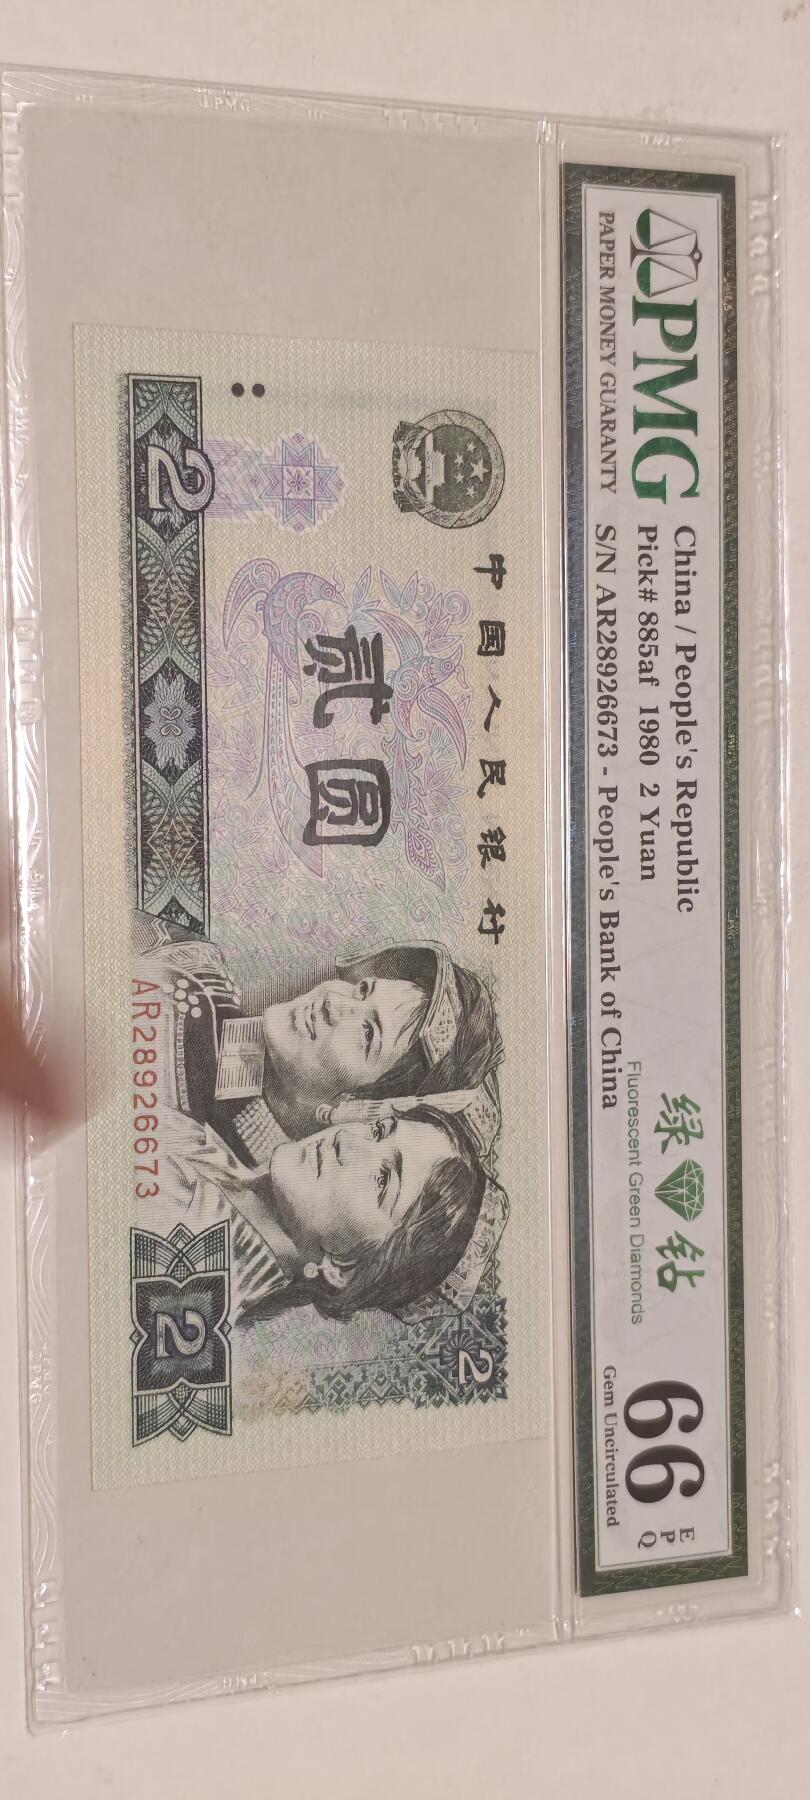 PMG
PAPER MONEY GUARANTY
China / People's Republic
Pick# 885af 1980 2 Yuan
S/N AR28926673 - People's Bank of China
绿 钻
Fluorescent Green Diamonds
66 EPQ
Gem Uncirculated
中国人民银行
贰圆
2
AR28926673
2
2